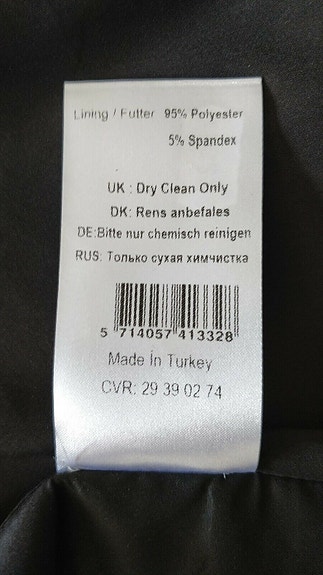 Lining / Futter 95% Polyester
5% Spandex
UK : Dry Clean Only
DK: Rens anbefales
DE:Bitte nur chemisch reinigen
RUS: Только сухая химчистка
5 714057 413328
Made in Turkey
CVR: 29 39 02 74